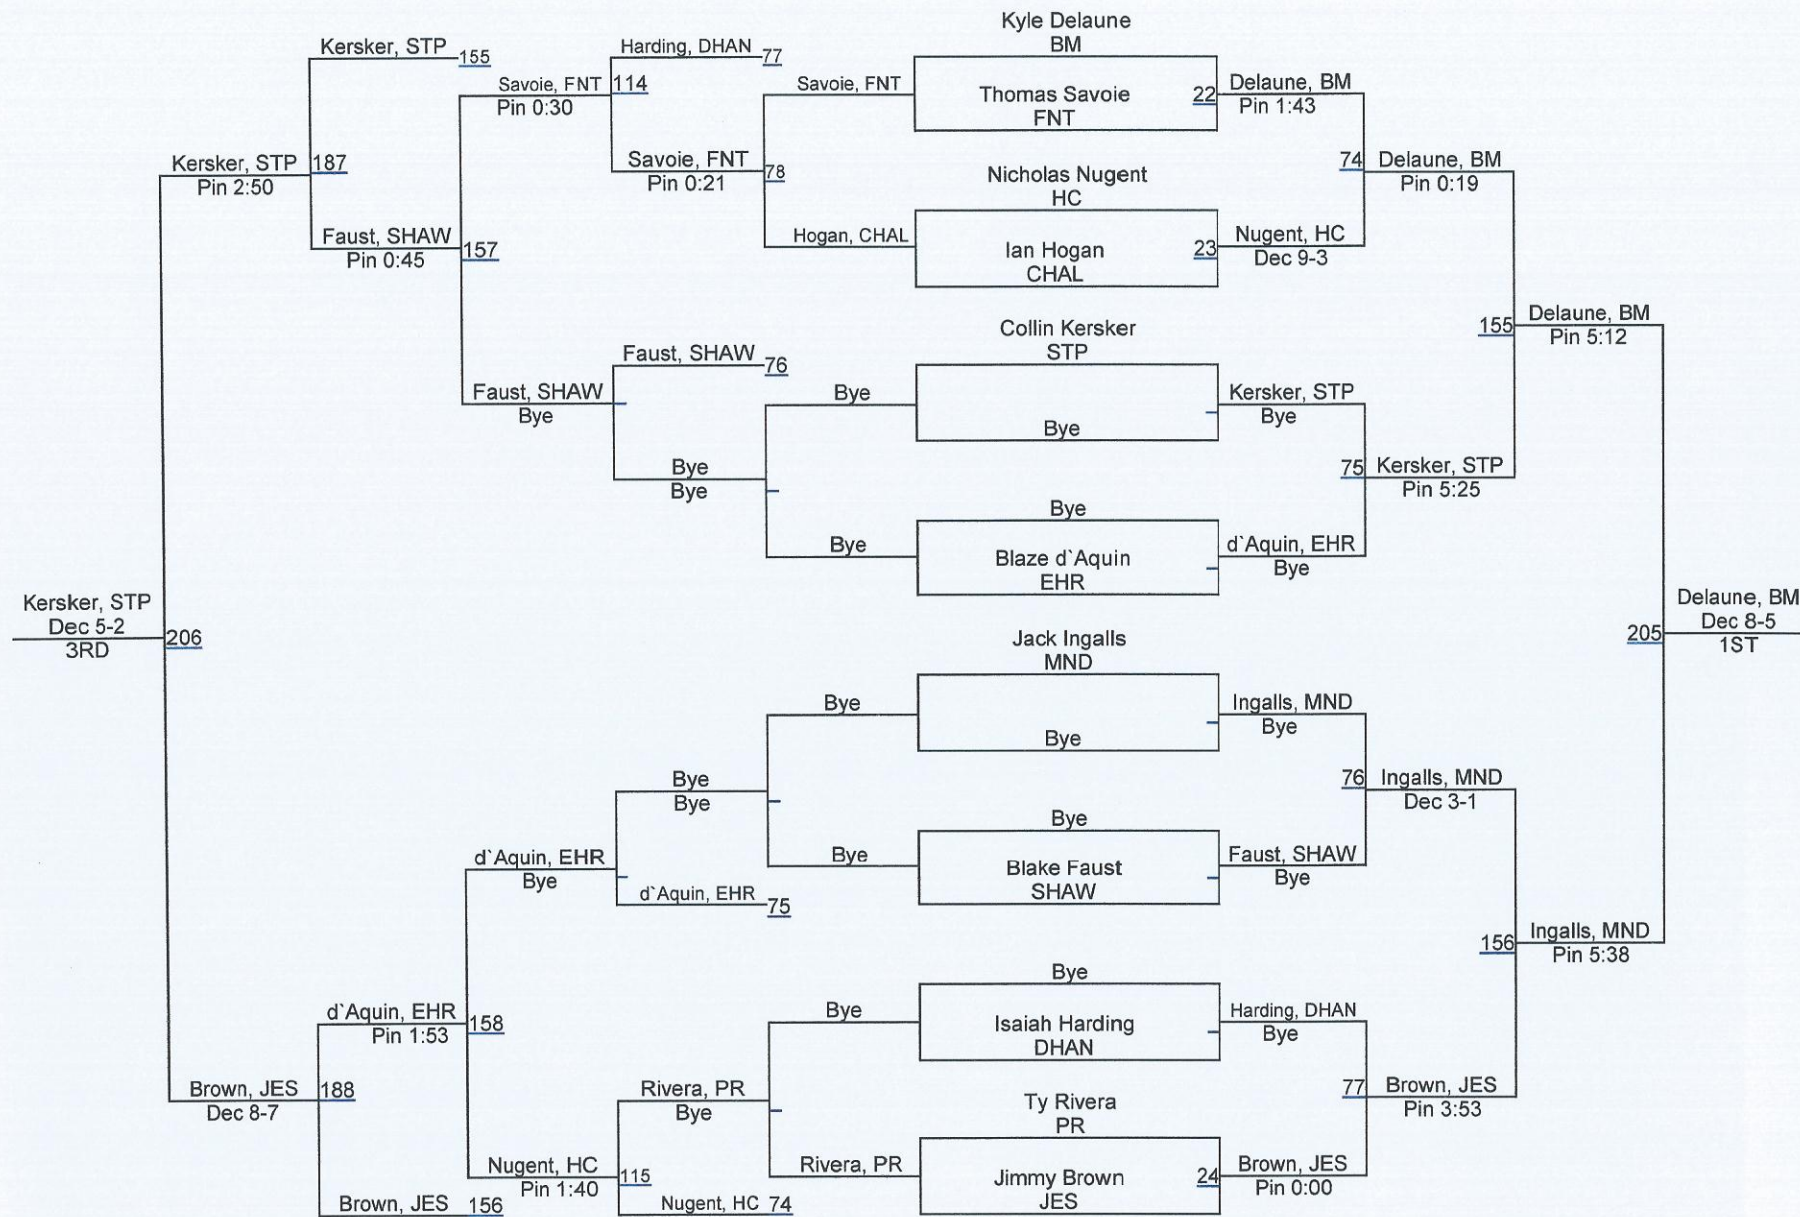 Kyle Delaune
BM
Kersker, STP 155
Harding, DHAN 77
Savoie, FNT 114
Pin 0:30
Savoie, FNT
Thomas Savoie 22
FNT
Delaune, BM
Pin 1:43
Kersker, STP 187
Pin 2:50
Savoie, FNT 78
Pin 0:21
Nicholas Nugent
HC
74 Delaune, BM
Pin 0:19
Faust, SHAW 157
Pin 0:45
Hogan, CHAL
Ian Hogan 23
CHAL
Nugent, HC
Dec 9-3
Collin Kersker
STP
155 Delaune, BM
Pin 5:12
Faust, SHAW 76
Faust, SHAW
Bye
Bye
Bye
Kersker, STP
Bye
Bye
Bye
75 Kersker, STP
Pin 5:25
Bye
Bye
Blaze d`Aquin
EHR
d`Aquin, EHR
Bye
Kersker, STP
Dec 5-2
3RD
206
Jack Ingalls
MND
205
Delaune, BM
Dec 8-5
1ST
Bye
Bye
Ingalls, MND
Bye
Bye
Bye
76 Ingalls, MND
Dec 3-1
d`Aquin, EHR
Bye
Bye
Bye
Blake Faust
SHAW
Faust, SHAW
Bye
d`Aquin, EHR 75
156 Ingalls, MND
Pin 5:38
d`Aquin, EHR 158
Pin 1:53
Bye
Bye
Isaiah Harding
DHAN
Harding, DHAN
Bye
Brown, JES 188
Dec 8-7
Rivera, PR
Bye
Ty Rivera
PR
77 Brown, JES
Pin 3:53
Nugent, HC 115
Pin 1:40
Rivera, PR
Jimmy Brown 24
JES
Brown, JES
Pin 0:00
Brown, JES 156
Nugent, HC 74